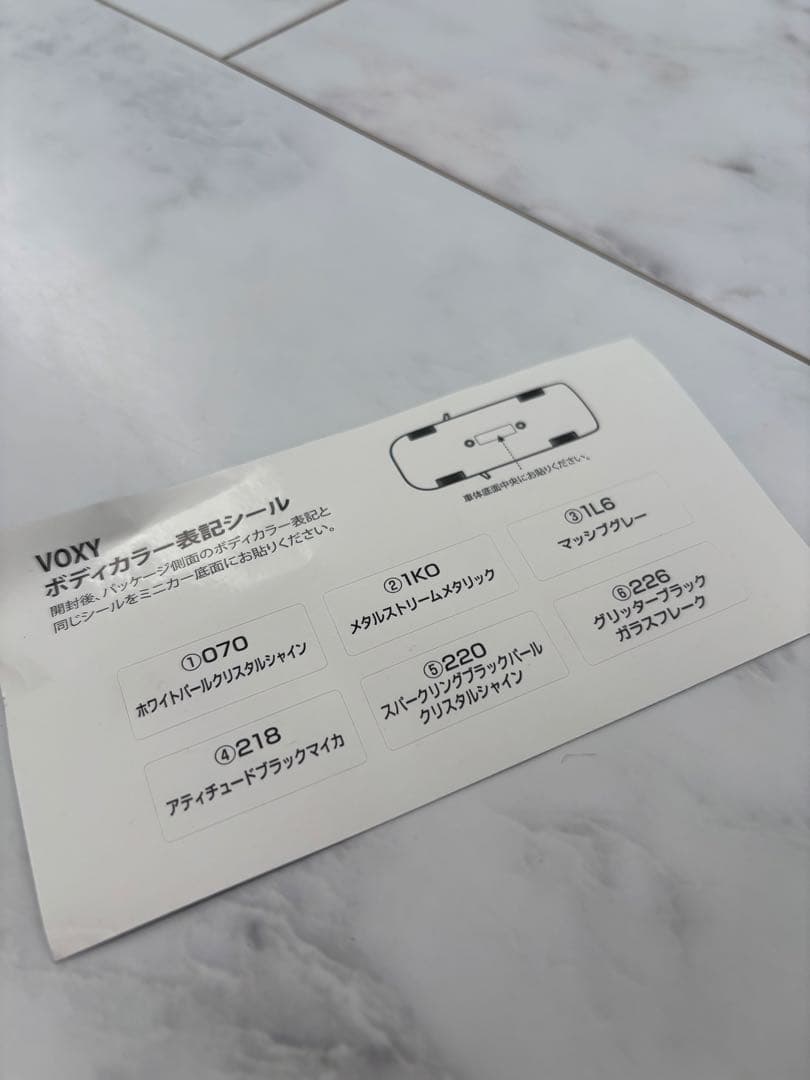 VOXY
ボディカラー表記シール
開封後、パッケージ側面のボディカラー表記と
同じシールをミニカー底面にお貼りください。
車体底面中央にお貼りください。
①070
ホワイトパールクリスタルシャイン
②1K0
メタルストリームメタリック
③1L6
マッシブグレー
④218
アティチュードブラックマイカ
⑤220
スパークリングブラックパール
クリスタルシャイン
⑥226
グリッターブラック
ガラスフレーク